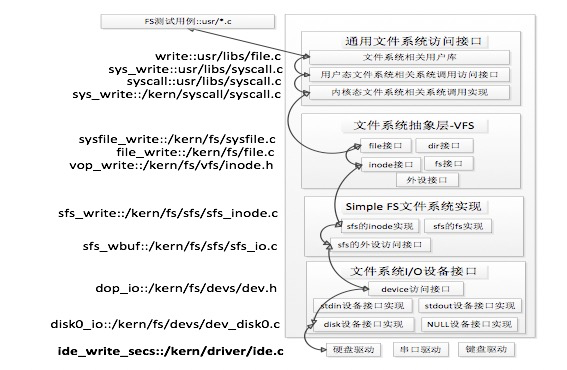 FS测试用例::usr/*.c
write::usr/libs/file.c
sys_write::usr/libs/syscall.c
syscall::usr/libs/syscall.c
sys_write::/kern/syscall/syscall.c
sysfile_write::/kern/fs/sysfile.c
file_write::/kern/fs/file.c
vop_write::/kern/fs/vfs/inode.h
sfs_write::/kern/fs/sfs/sfs_inode.c
sfs_wbuf::/kern/fs/sfs/sfs_io.c
dop_io::/kern/fs/devs/dev.h
disk0_io::/kern/fs/devs/dev_disk0.c
ide_write_secs::/kern/driver/ide.c
通用文件系统访问接口
文件系统相关用户库
用户态文件系统相关系统调用访问接口
内核态文件系统相关系统调用实现
文件系统抽象层-VFS
file接口 dir接口
inode接口 fs接口
外设接口
Simple FS文件系统实现
sfs的inode实现 sfs的fs实现
sfs的外设访问接口
文件系统I/O设备接口
device访问接口
stdin设备接口实现 stdout设备接口实现
disk设备接口实现 NULL设备接口实现
硬盘驱动 串口驱动 键盘驱动